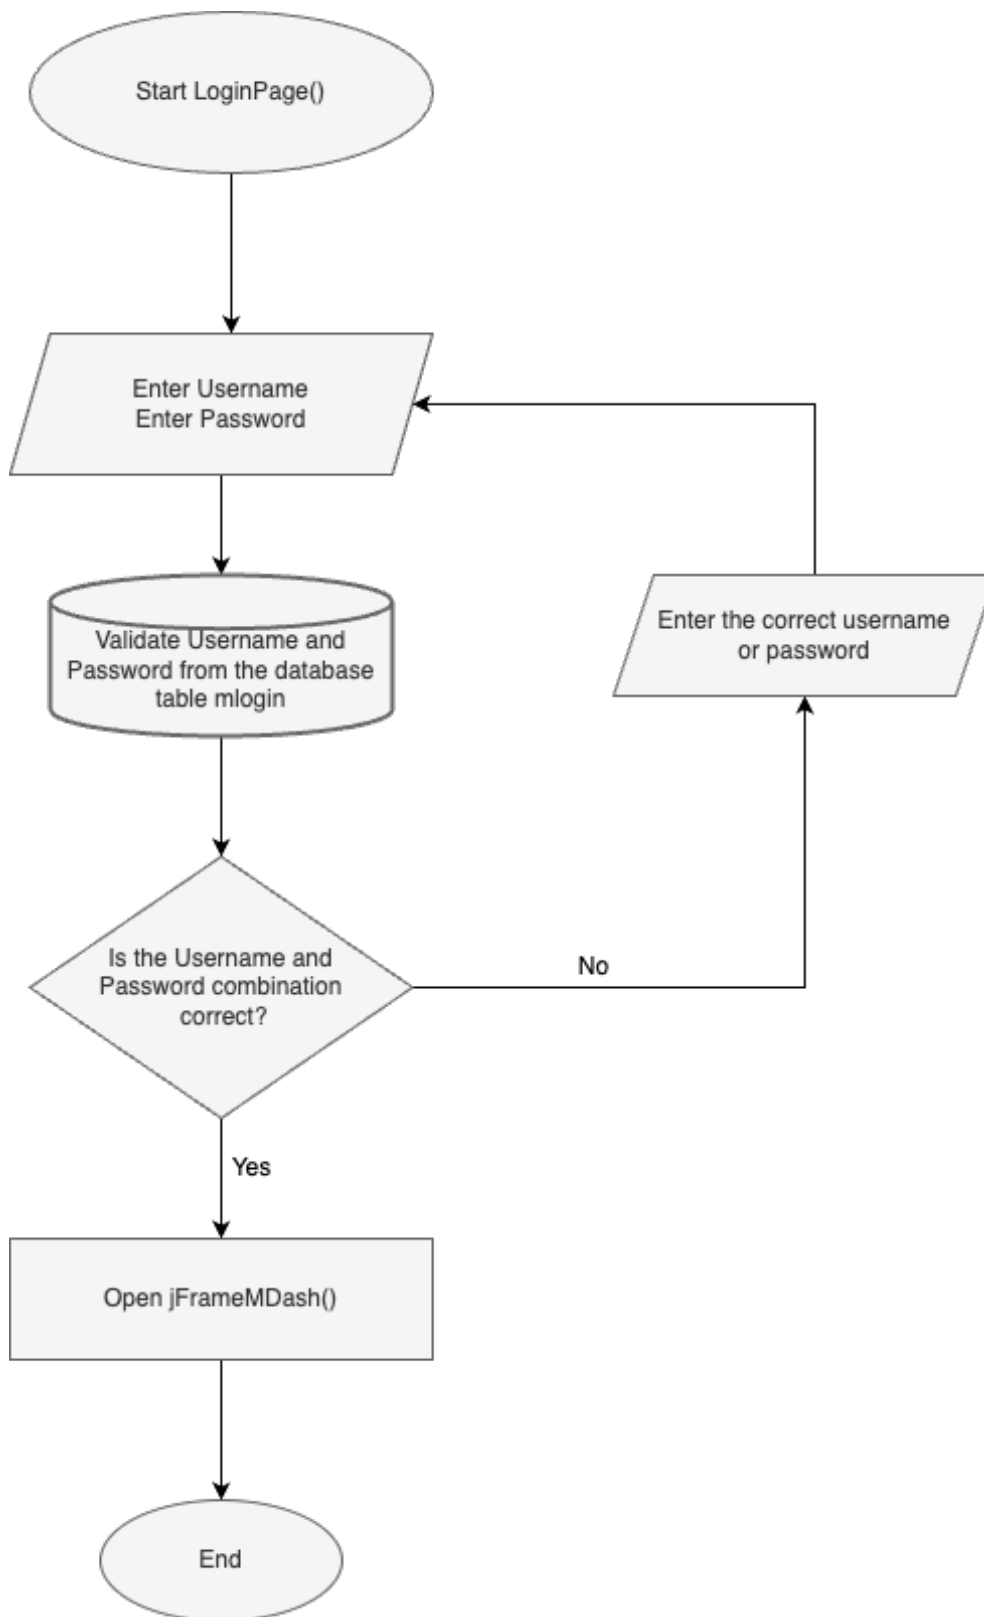 Start LoginPage()
Enter Username
Enter Password
Validate Username and
Password from the database
table mlogin
Enter the correct username
or password
Is the Username and
Password combination
correct?
No
Yes
Open jFrameMDash()
End